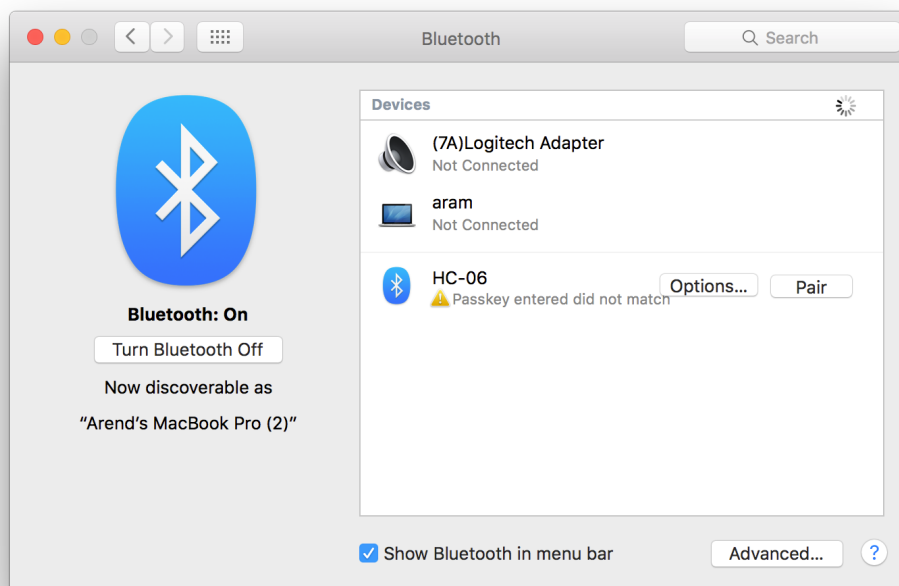 Bluetooth
Search
Devices
(7A)Logitech Adapter
Not Connected
aram
Not Connected
HC-06
Passkey entered did not match
Options...
Pair
Bluetooth: On
Turn Bluetooth Off
Now discoverable as
“Arend’s MacBook Pro (2)”
Show Bluetooth in menu bar
Advanced...
?